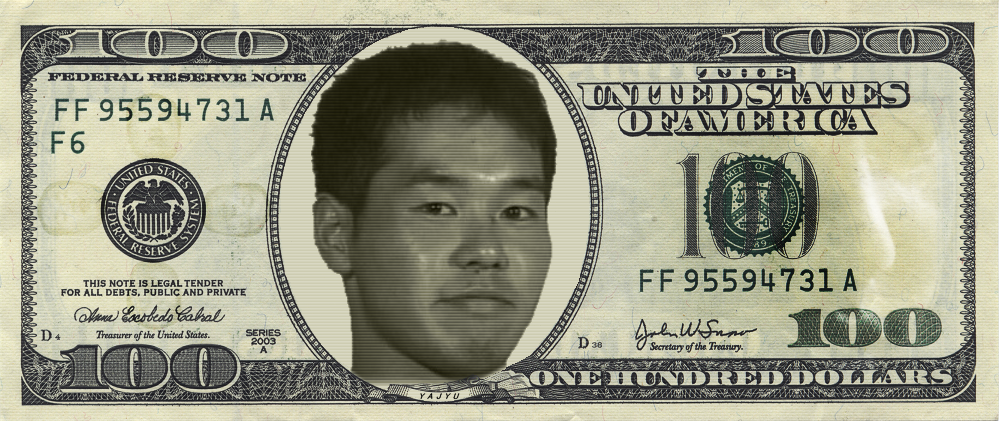 100
100
FEDERAL RESERVE NOTE
THE
UNITED STATES
OF AMERICA
FF 95594731 A
F6
UNITED STATES
FEDERAL RESERVE SYSTEM
100
FF 95594731 A
THIS NOTE IS LEGAL TENDER
FOR ALL DEBTS, PUBLIC AND PRIVATE
Anna Escobedo Cabral
Treasurer of the United States.
D 4
SERIES
2003
A
D 38
John W Snow
Secretary of the Treasury.
100
100
YAJYU
ONE HUNDRED DOLLARS